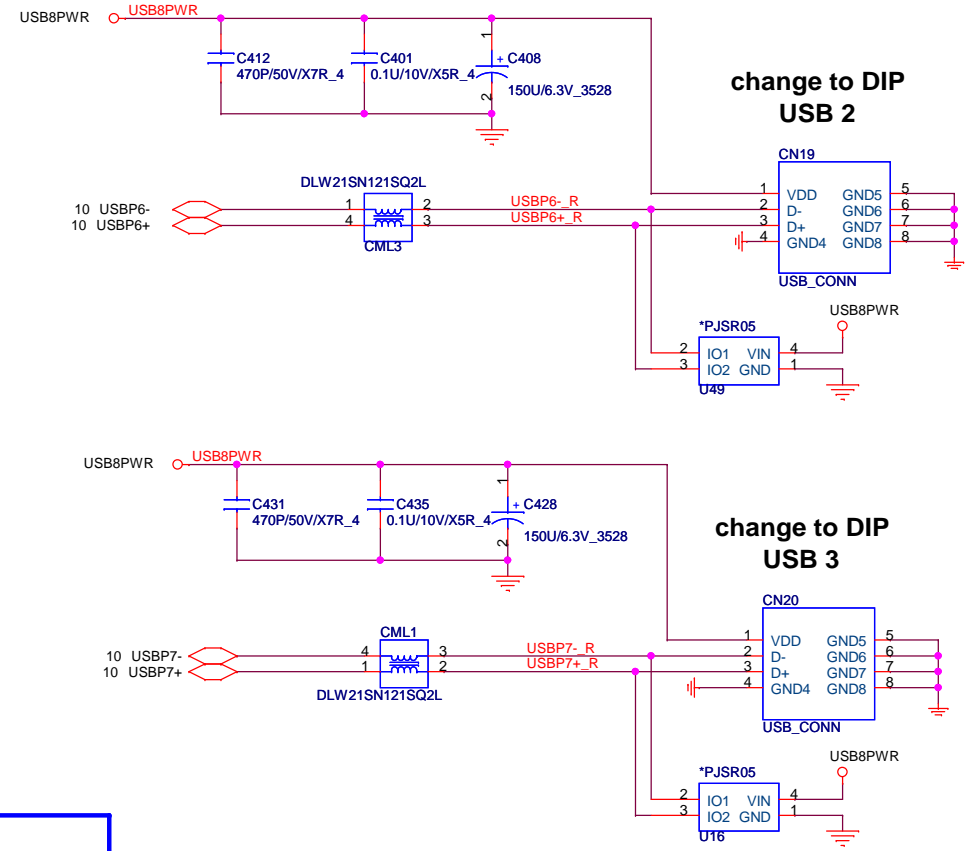 USB8PWR
USB8PWR
C412
470P/50V/X7R_4
C401
0.1U/10V/X5R_4
1
+ C408
2
150U/6.3V_3528
change to DIP
USB 2
CN19
DLW21SN121SQ2L
10 USBP6-
1
2
USBP6-_R
10 USBP6+
4
3
USBP6+_R
CML3
1 VDD GND5 5
2 D- GND6 6
3 D+ GND7 7
4 GND4 GND8 8
USB_CONN
USB8PWR
*PJSR05
2 IO1 VIN 4
3 IO2 GND 1
U49
USB8PWR
USB8PWR
C431
470P/50V/X7R_4
C435
0.1U/10V/X5R_4
1
+ C428
2
150U/6.3V_3528
change to DIP
USB 3
CN20
CML1
10 USBP7-
4
3
USBP7-_R
10 USBP7+
1
2
USBP7+_R
DLW21SN121SQ2L
1 VDD GND5 5
2 D- GND6 6
3 D+ GND7 7
4 GND4 GND8 8
USB_CONN
USB8PWR
*PJSR05
2 IO1 VIN 4
3 IO2 GND 1
U16